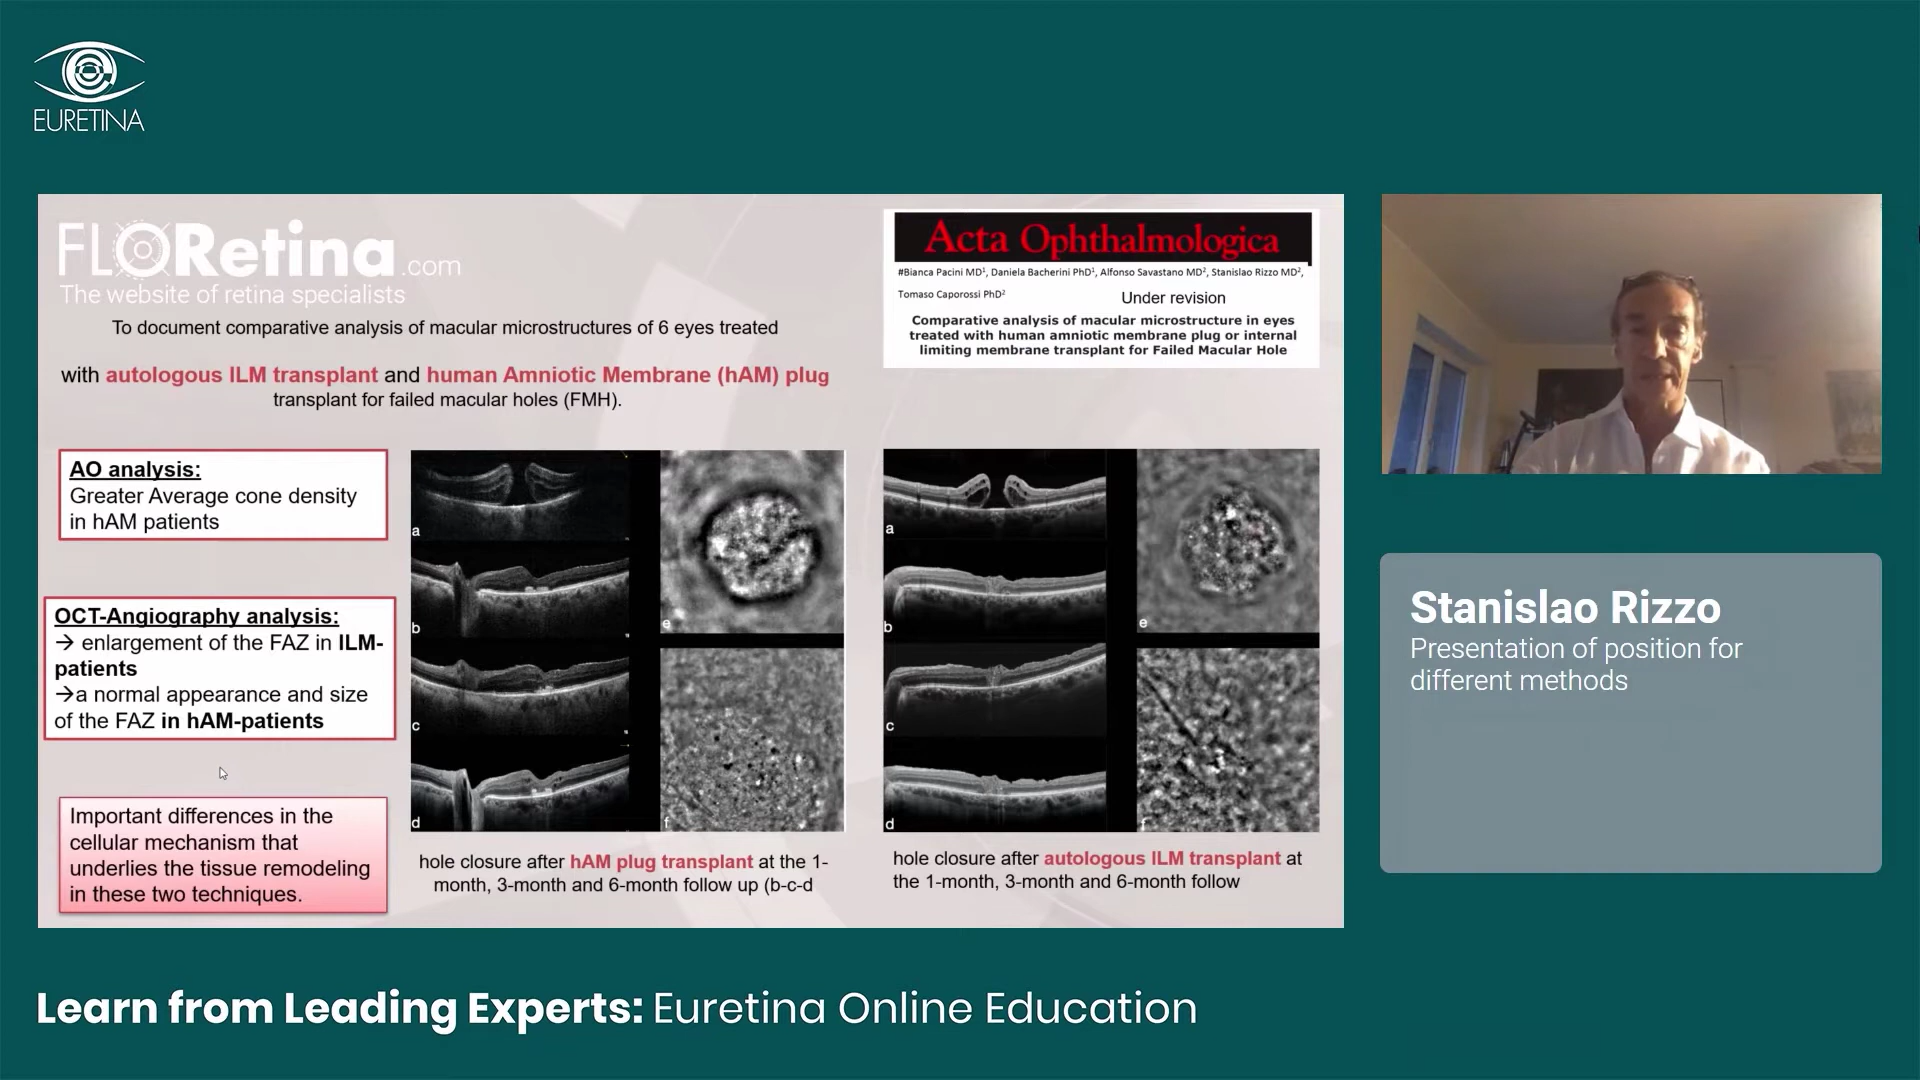 EURETINA
FLORetina.com
The website of retina specialists
To document comparative analysis of macular microstructures of 6 eyes treated
with autologous ILM transplant and human Amniotic Membrane (hAM) plug
transplant for failed macular holes (FMH).
Acta Ophthalmologica
#Bianca Pacini MD¹, Daniela Bacherini PhD¹, Alfonso Savastano MD², Stanislao Rizzo MD²,
Tomaso Caporossi PhD²
Under revision
Comparative analysis of macular microstructure in eyes
treated with human amniotic membrane plug or internal
limiting membrane transplant for Failed Macular Hole
AO analysis:
Greater Average cone density
in hAM patients
OCT-Angiography analysis:
→ enlargement of the FAZ in ILM-
patients
→a normal appearance and size
of the FAZ in hAM-patients
Important differences in the
cellular mechanism that
underlies the tissue remodeling
in these two techniques.
a
b
c
d
e
f
hole closure after hAM plug transplant at the 1-
month, 3-month and 6-month follow up (b-c-d
a
b
c
d
e
f
hole closure after autologous ILM transplant at
the 1-month, 3-month and 6-month follow
Stanislao Rizzo
Presentation of position for
different methods
Learn from Leading Experts: Euretina Online Education